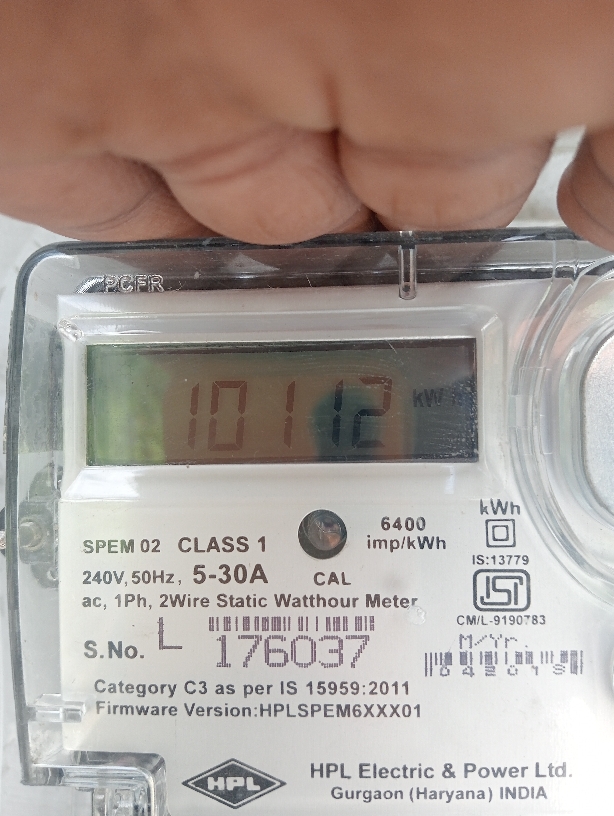 PCFR
10112 kW
SPEM 02 CLASS 1
6400
imp/kWh
kWh
IS:13779
240V, 50Hz, 5-30A CAL
ac, 1Ph, 2Wire Static Watthour Meter
CM/L-9190783
S.No. L 176037
M/Yr.
Category C3 as per IS 15959:2011
Firmware Version:HPLSPEM6XXX01
HPL
HPL Electric & Power Ltd.
Gurgaon (Haryana) INDIA